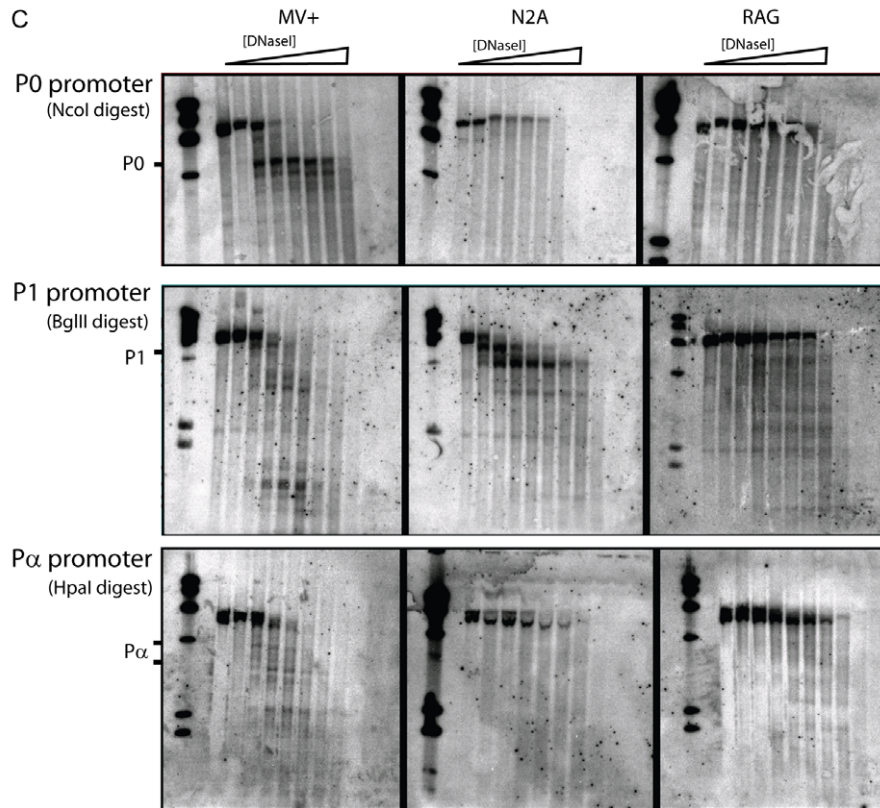 C
MV+ N2A RAG
[DNaseI] [DNaseI] [DNaseI]
P0 promoter
(NcoI digest)
P0
P1 promoter
(BglII digest)
P1
Pα promoter
(HpaI digest)
Pα